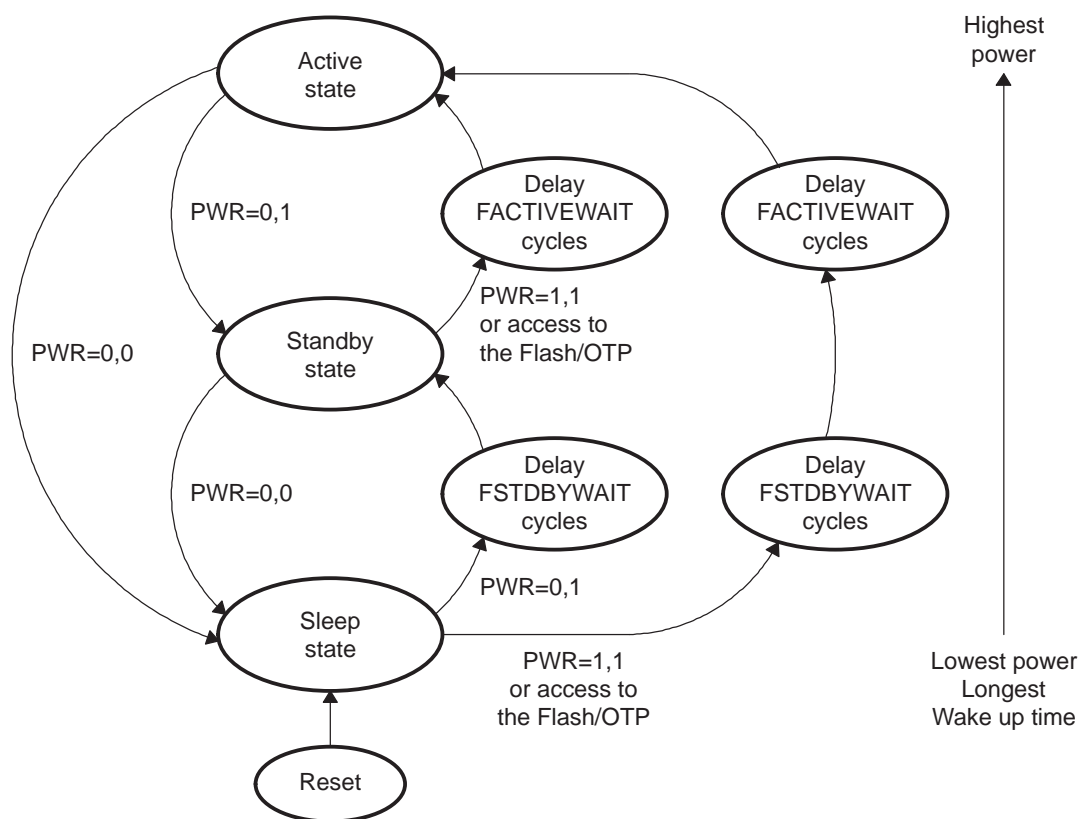 Highest
power
Active
state
Delay
FACTIVEWAIT
cycles
Delay
FACTIVEWAIT
cycles
PWR=0,1
PWR=1,1
or access to
the Flash/OTP
PWR=0,0
Standby
state
Delay
FSTDBYWAIT
cycles
Delay
FSTDBYWAIT
cycles
PWR=0,0
PWR=0,1
Sleep
state
PWR=1,1
or access to
the Flash/OTP
Lowest power
Longest
Wake up time
Reset